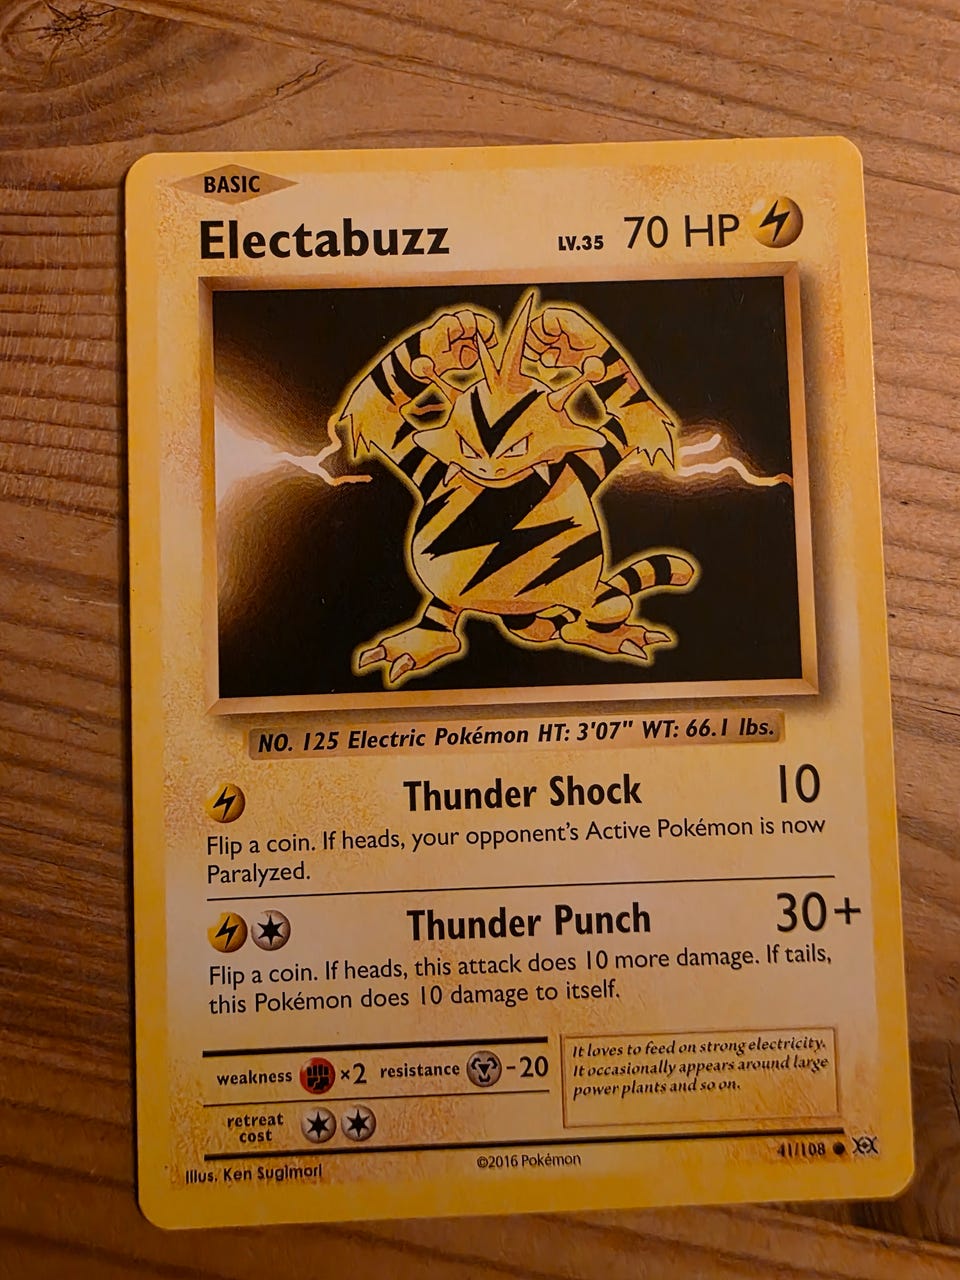 BASIC
Electabuzz LV.35 70 HP
NO. 125 Electric Pokémon HT: 3'07" WT: 66.1 lbs.
Thunder Shock 10
Flip a coin. If heads, your opponent's Active Pokémon is now
Paralyzed.
Thunder Punch 30+
Flip a coin. If heads, this attack does 10 more damage. If tails,
this Pokémon does 10 damage to itself.
weakness ×2 resistance -20
retreat
cost
It loves to feed on strong electricity.
It occasionally appears around large
power plants and so on.
Illus. Ken Sugimori ©2016 Pokémon 41/108